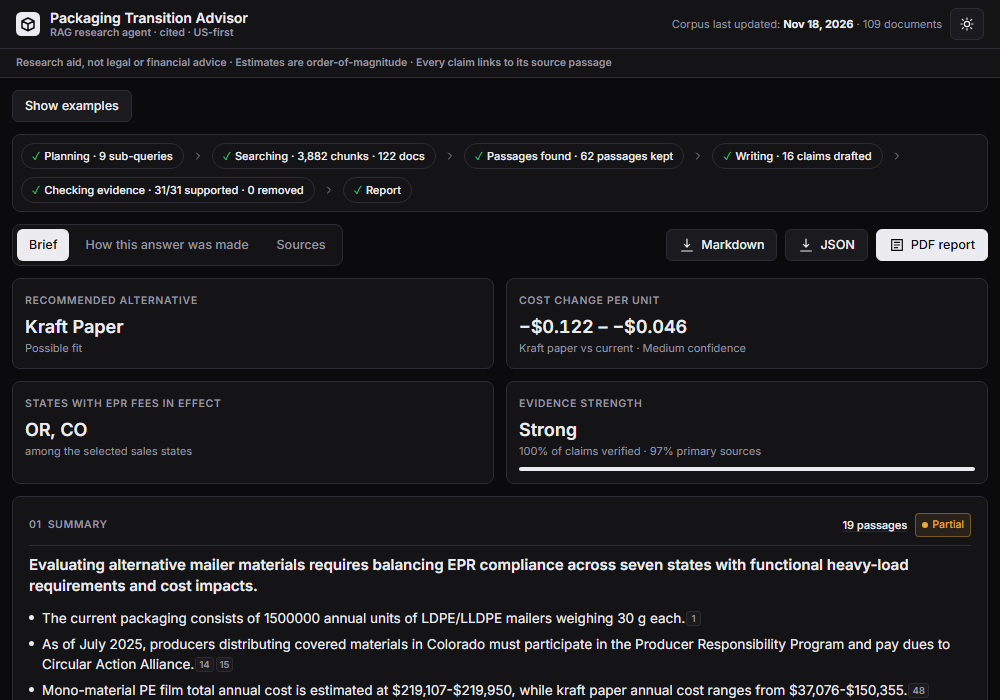 Packaging Transition Advisor
RAG research agent · cited · US-first
Corpus last updated: Nov 18, 2026 · 109 documents
Research aid, not legal or financial advice · Estimates are order-of-magnitude · Every claim links to its source passage
Show examples
✓ Planning · 9 sub-queries › ✓ Searching · 3,882 chunks · 122 docs › ✓ Passages found · 62 passages kept › ✓ Writing · 16 claims drafted ›
✓ Checking evidence · 31/31 supported · 0 removed › ✓ Report
Brief How this answer was made Sources
Markdown JSON PDF report
RECOMMENDED ALTERNATIVE
Kraft Paper
Possible fit
COST CHANGE PER UNIT
−$0.122 – −$0.046
Kraft paper vs current · Medium confidence
STATES WITH EPR FEES IN EFFECT
OR, CO
among the selected sales states
EVIDENCE STRENGTH
Strong
100% of claims verified · 97% primary sources
01 SUMMARY
19 passages Partial
Evaluating alternative mailer materials requires balancing EPR compliance across seven states with functional heavy-load
requirements and cost impacts.
• The current packaging consists of 1500000 annual units of LDPE/LLDPE mailers weighing 30 g each. 1
• As of July 2025, producers distributing covered materials in Colorado must participate in the Producer Responsibility Program and pay dues to
Circular Action Alliance. 14 15
• Mono-material PE film total annual cost is estimated at $219,107-$219,950, while kraft paper annual cost ranges from $37,076-$150,355. 48